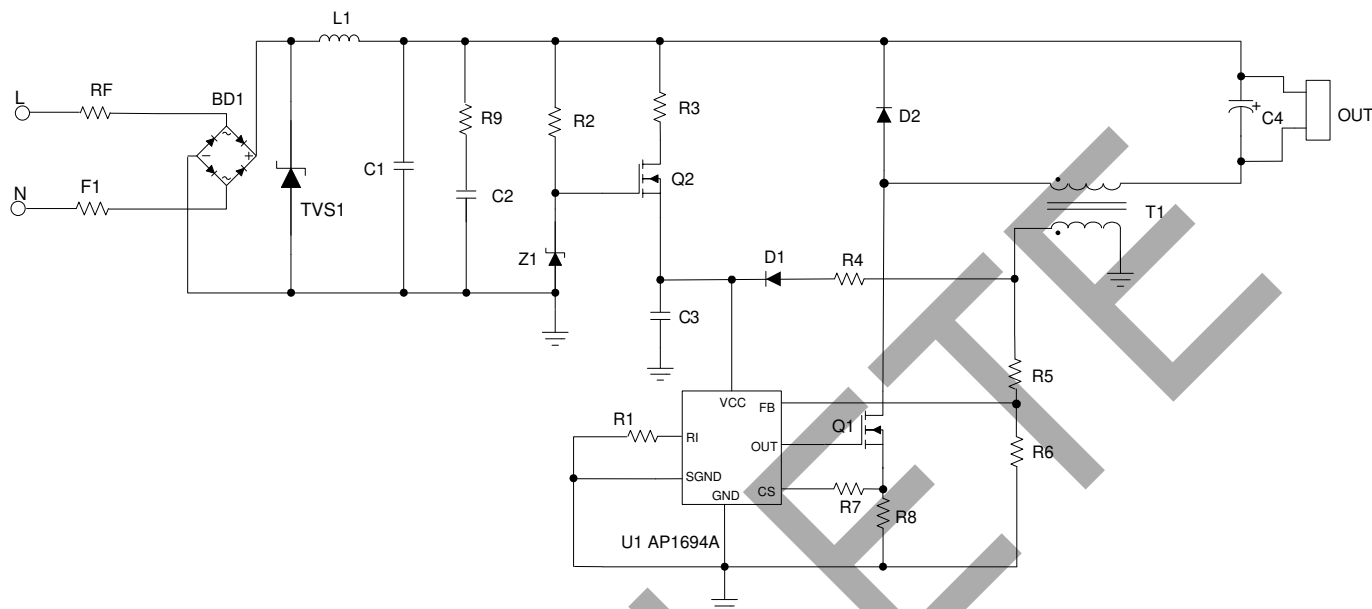 L1
L
RF
BD1
R9
R2
R3
D2
C4
OUT
+
~
−
+
~
C1
C2
Q2
N
F1
TVS1
T1
Z1
D1
R4
C3
R5
VCC
FB
R1
RI
OUT
Q1
R6
SGND
GND
CS
R7
R8
U1 AP1694A
ETE